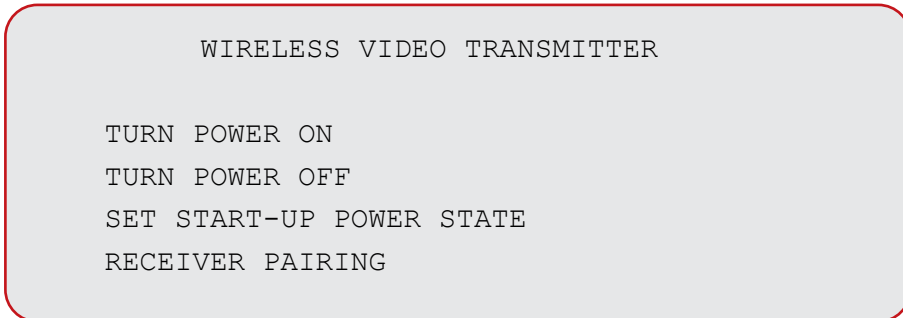 WIRELESS VIDEO TRANSMITTER
TURN POWER ON
TURN POWER OFF
SET START-UP POWER STATE
RECEIVER PAIRING